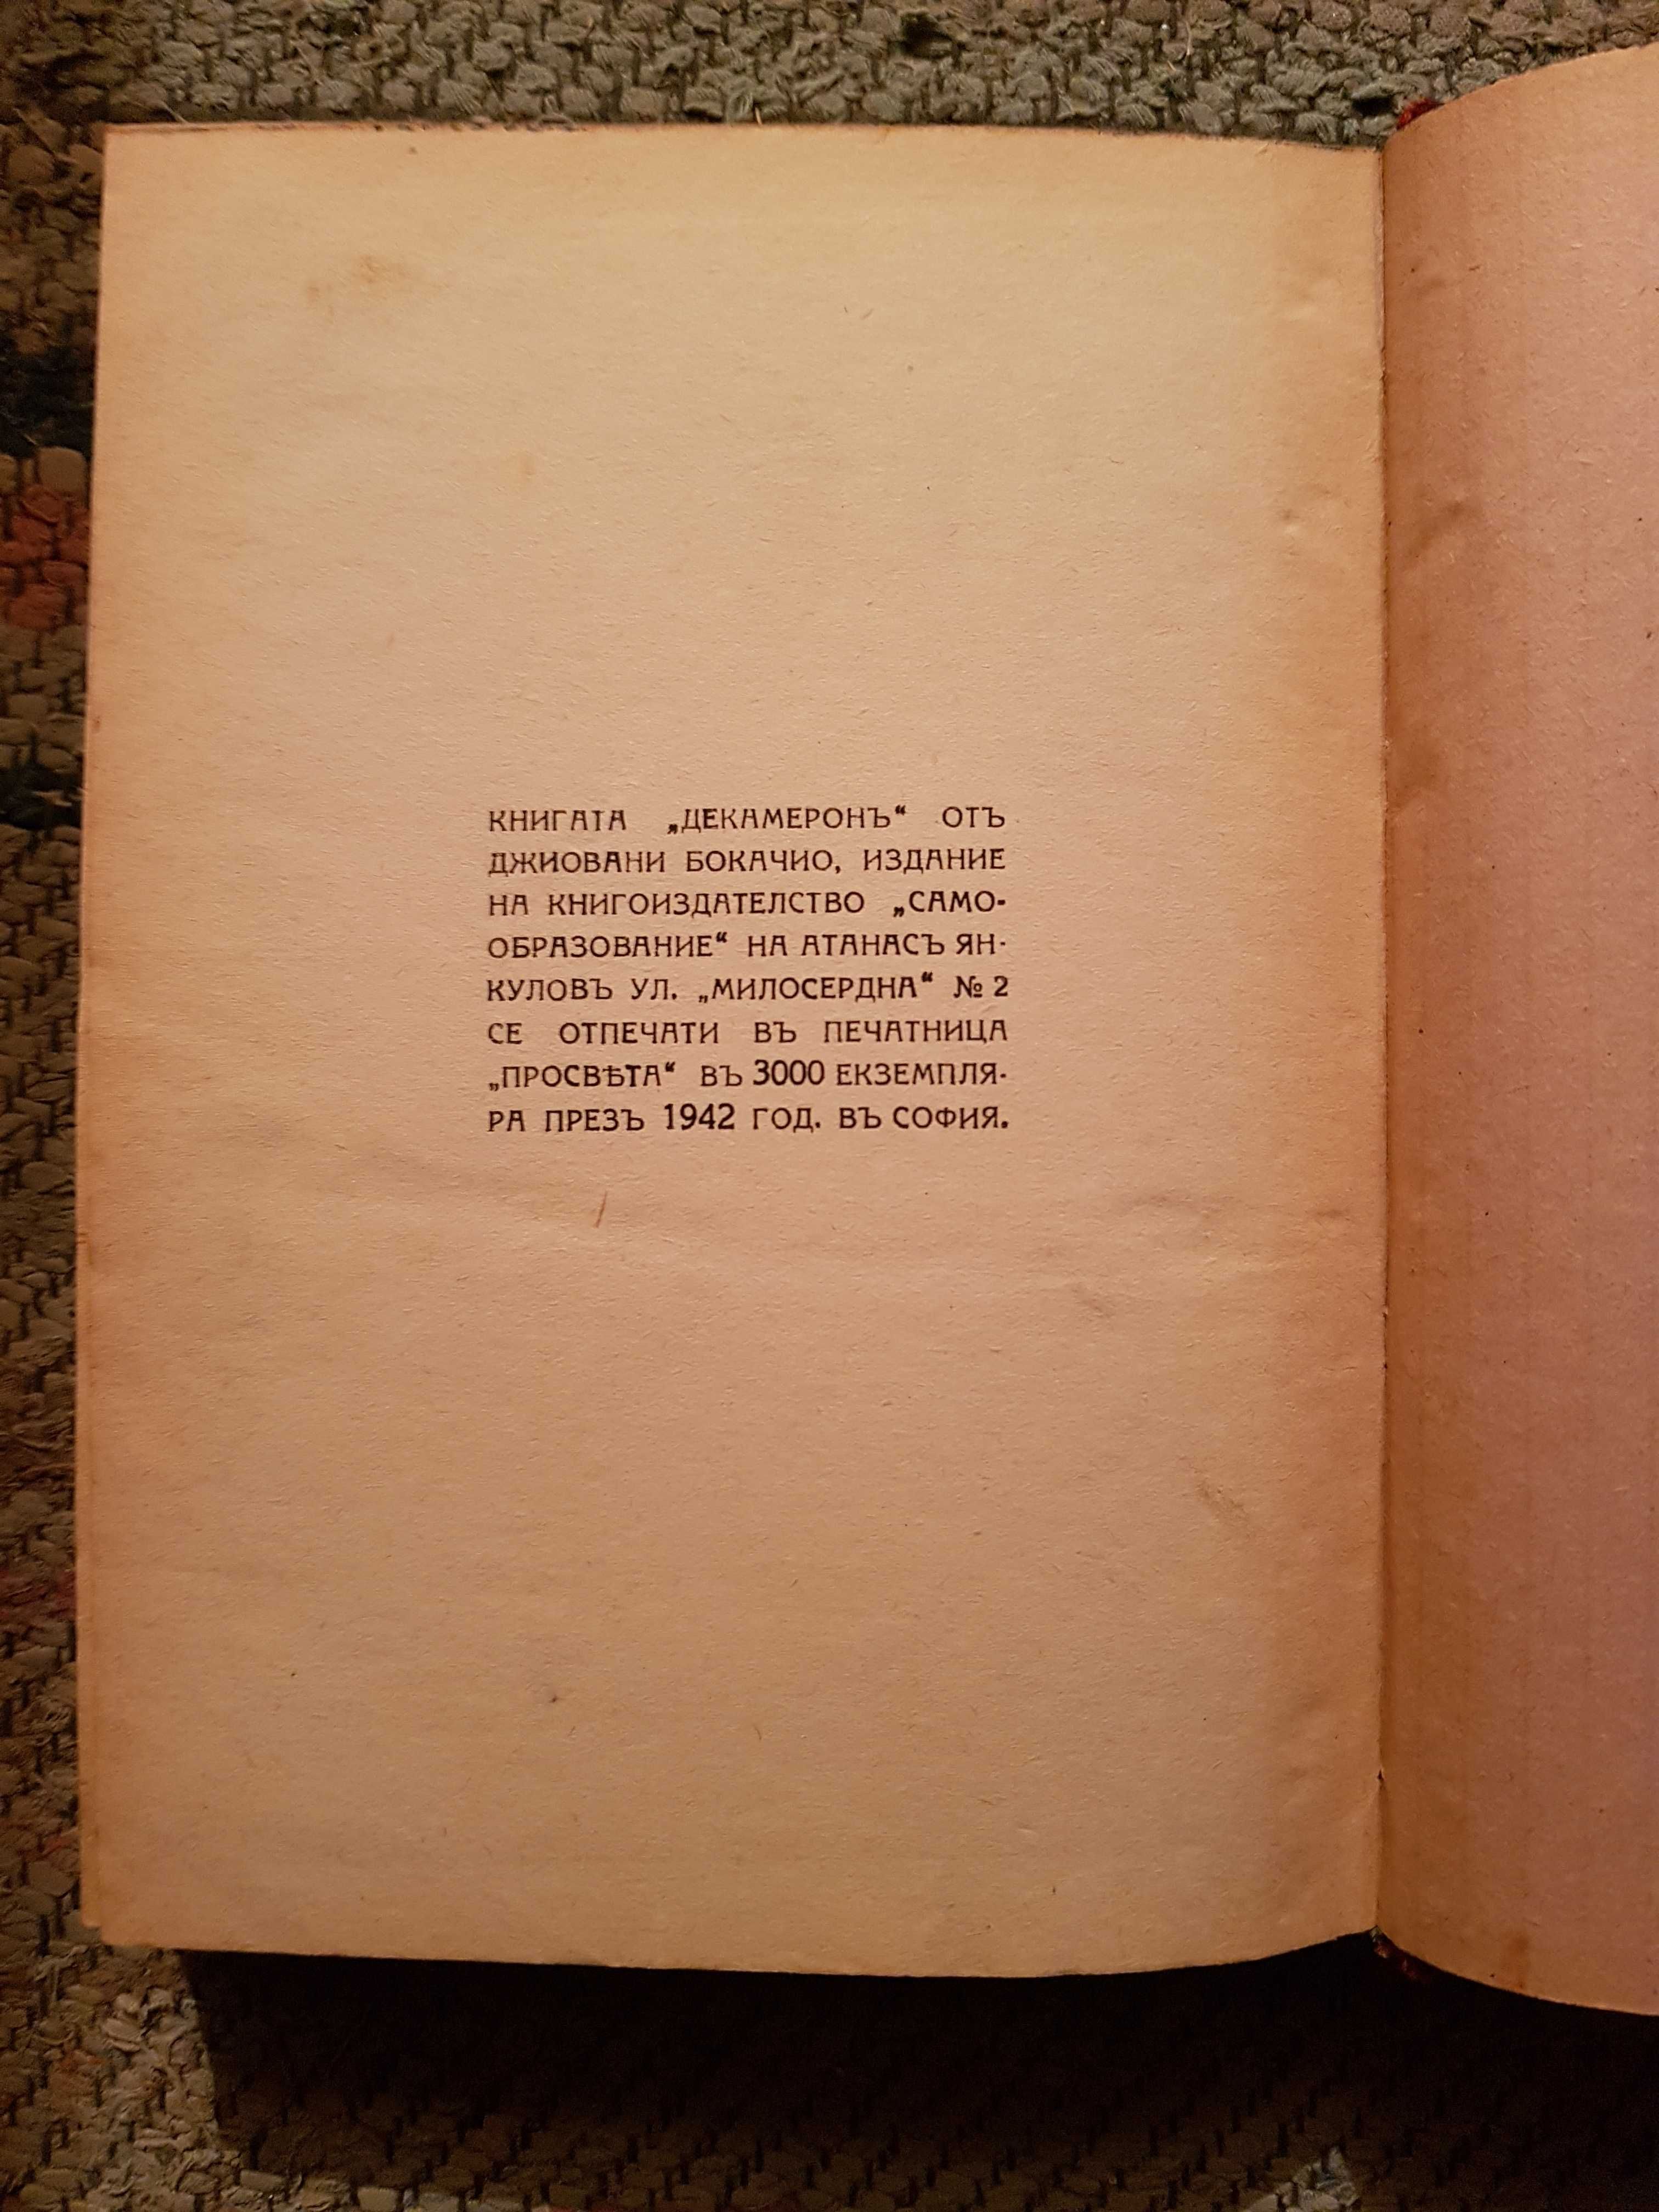 КНИГАТА „ДЕКАМЕРОНЪ“ ОТЪ
ДЖИОВАНИ БОКАЧИО, ИЗДАНИЕ
НА КНИГОИЗДАТЕЛСТВО „САМО-
ОБРАЗОВАНИЕ“ НА АТАНАСЪ ЯН-
КУЛОВЪ УЛ. „МИЛОСЕРДНА“ № 2
СЕ ОТПЕЧАТИ ВЪ ПЕЧАТНИЦА
„ПРОСВѢТА“ ВЪ 3000 ЕКЗЕМПЛЯ-
РА ПРЕЗЪ 1942 ГОД. ВЪ СОФИЯ.